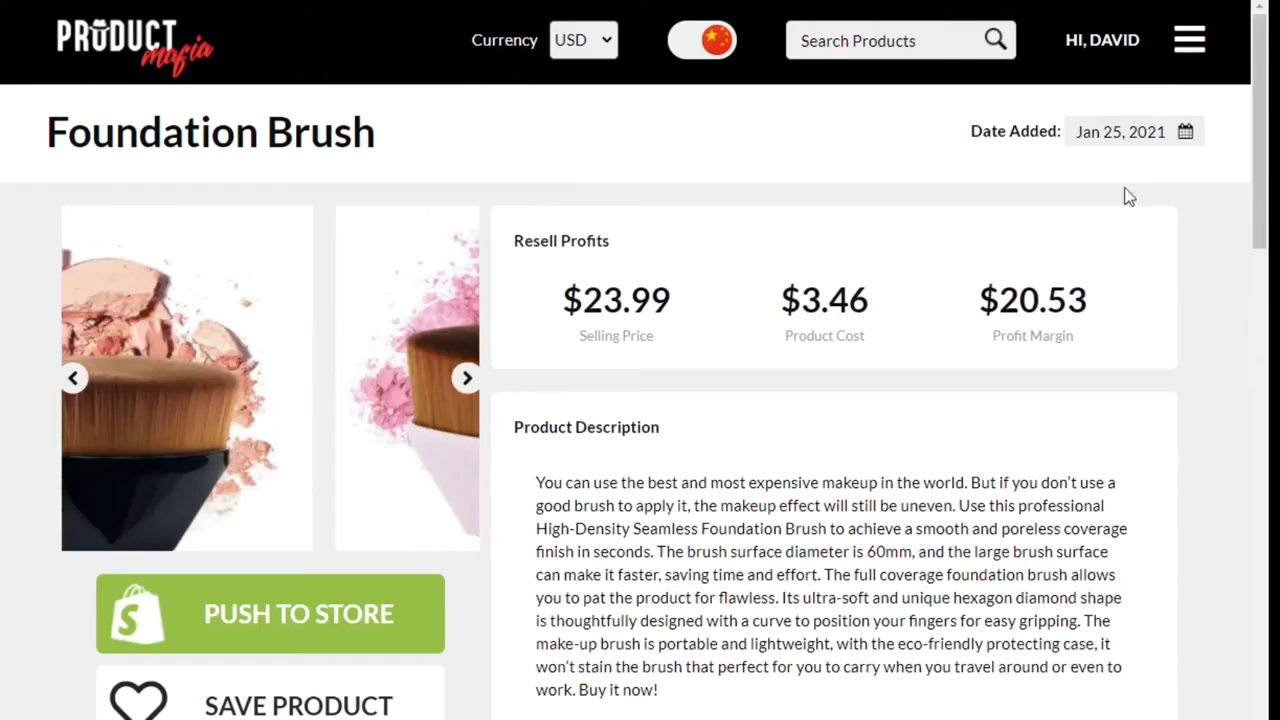 PRODUCT
mafia
Currency
USD
Search Products
HI, DAVID
Foundation Brush
Date Added:
Jan 25, 2021
Resell Profits
$23.99
$3.46
$20.53
Selling Price
Product Cost
Profit Margin
Product Description
You can use the best and most expensive makeup in the world. But if you don't use a
good brush to apply it, the makeup effect will still be uneven. Use this professional
High-Density Seamless Foundation Brush to achieve a smooth and poreless coverage
finish in seconds. The brush surface diameter is 60mm, and the large brush surface
can make it faster, saving time and effort. The full coverage foundation brush allows
you to pat the product for flawless. Its ultra-soft and unique hexagon diamond shape
is thoughtfully designed with a curve to position your fingers for easy gripping. The
make-up brush is portable and lightweight, with the eco-friendly protecting case, it
won't stain the brush that perfect for you to carry when you travel around or even to
work. Buy it now!
S
PUSH TO STORE
SAVE PRODUCT